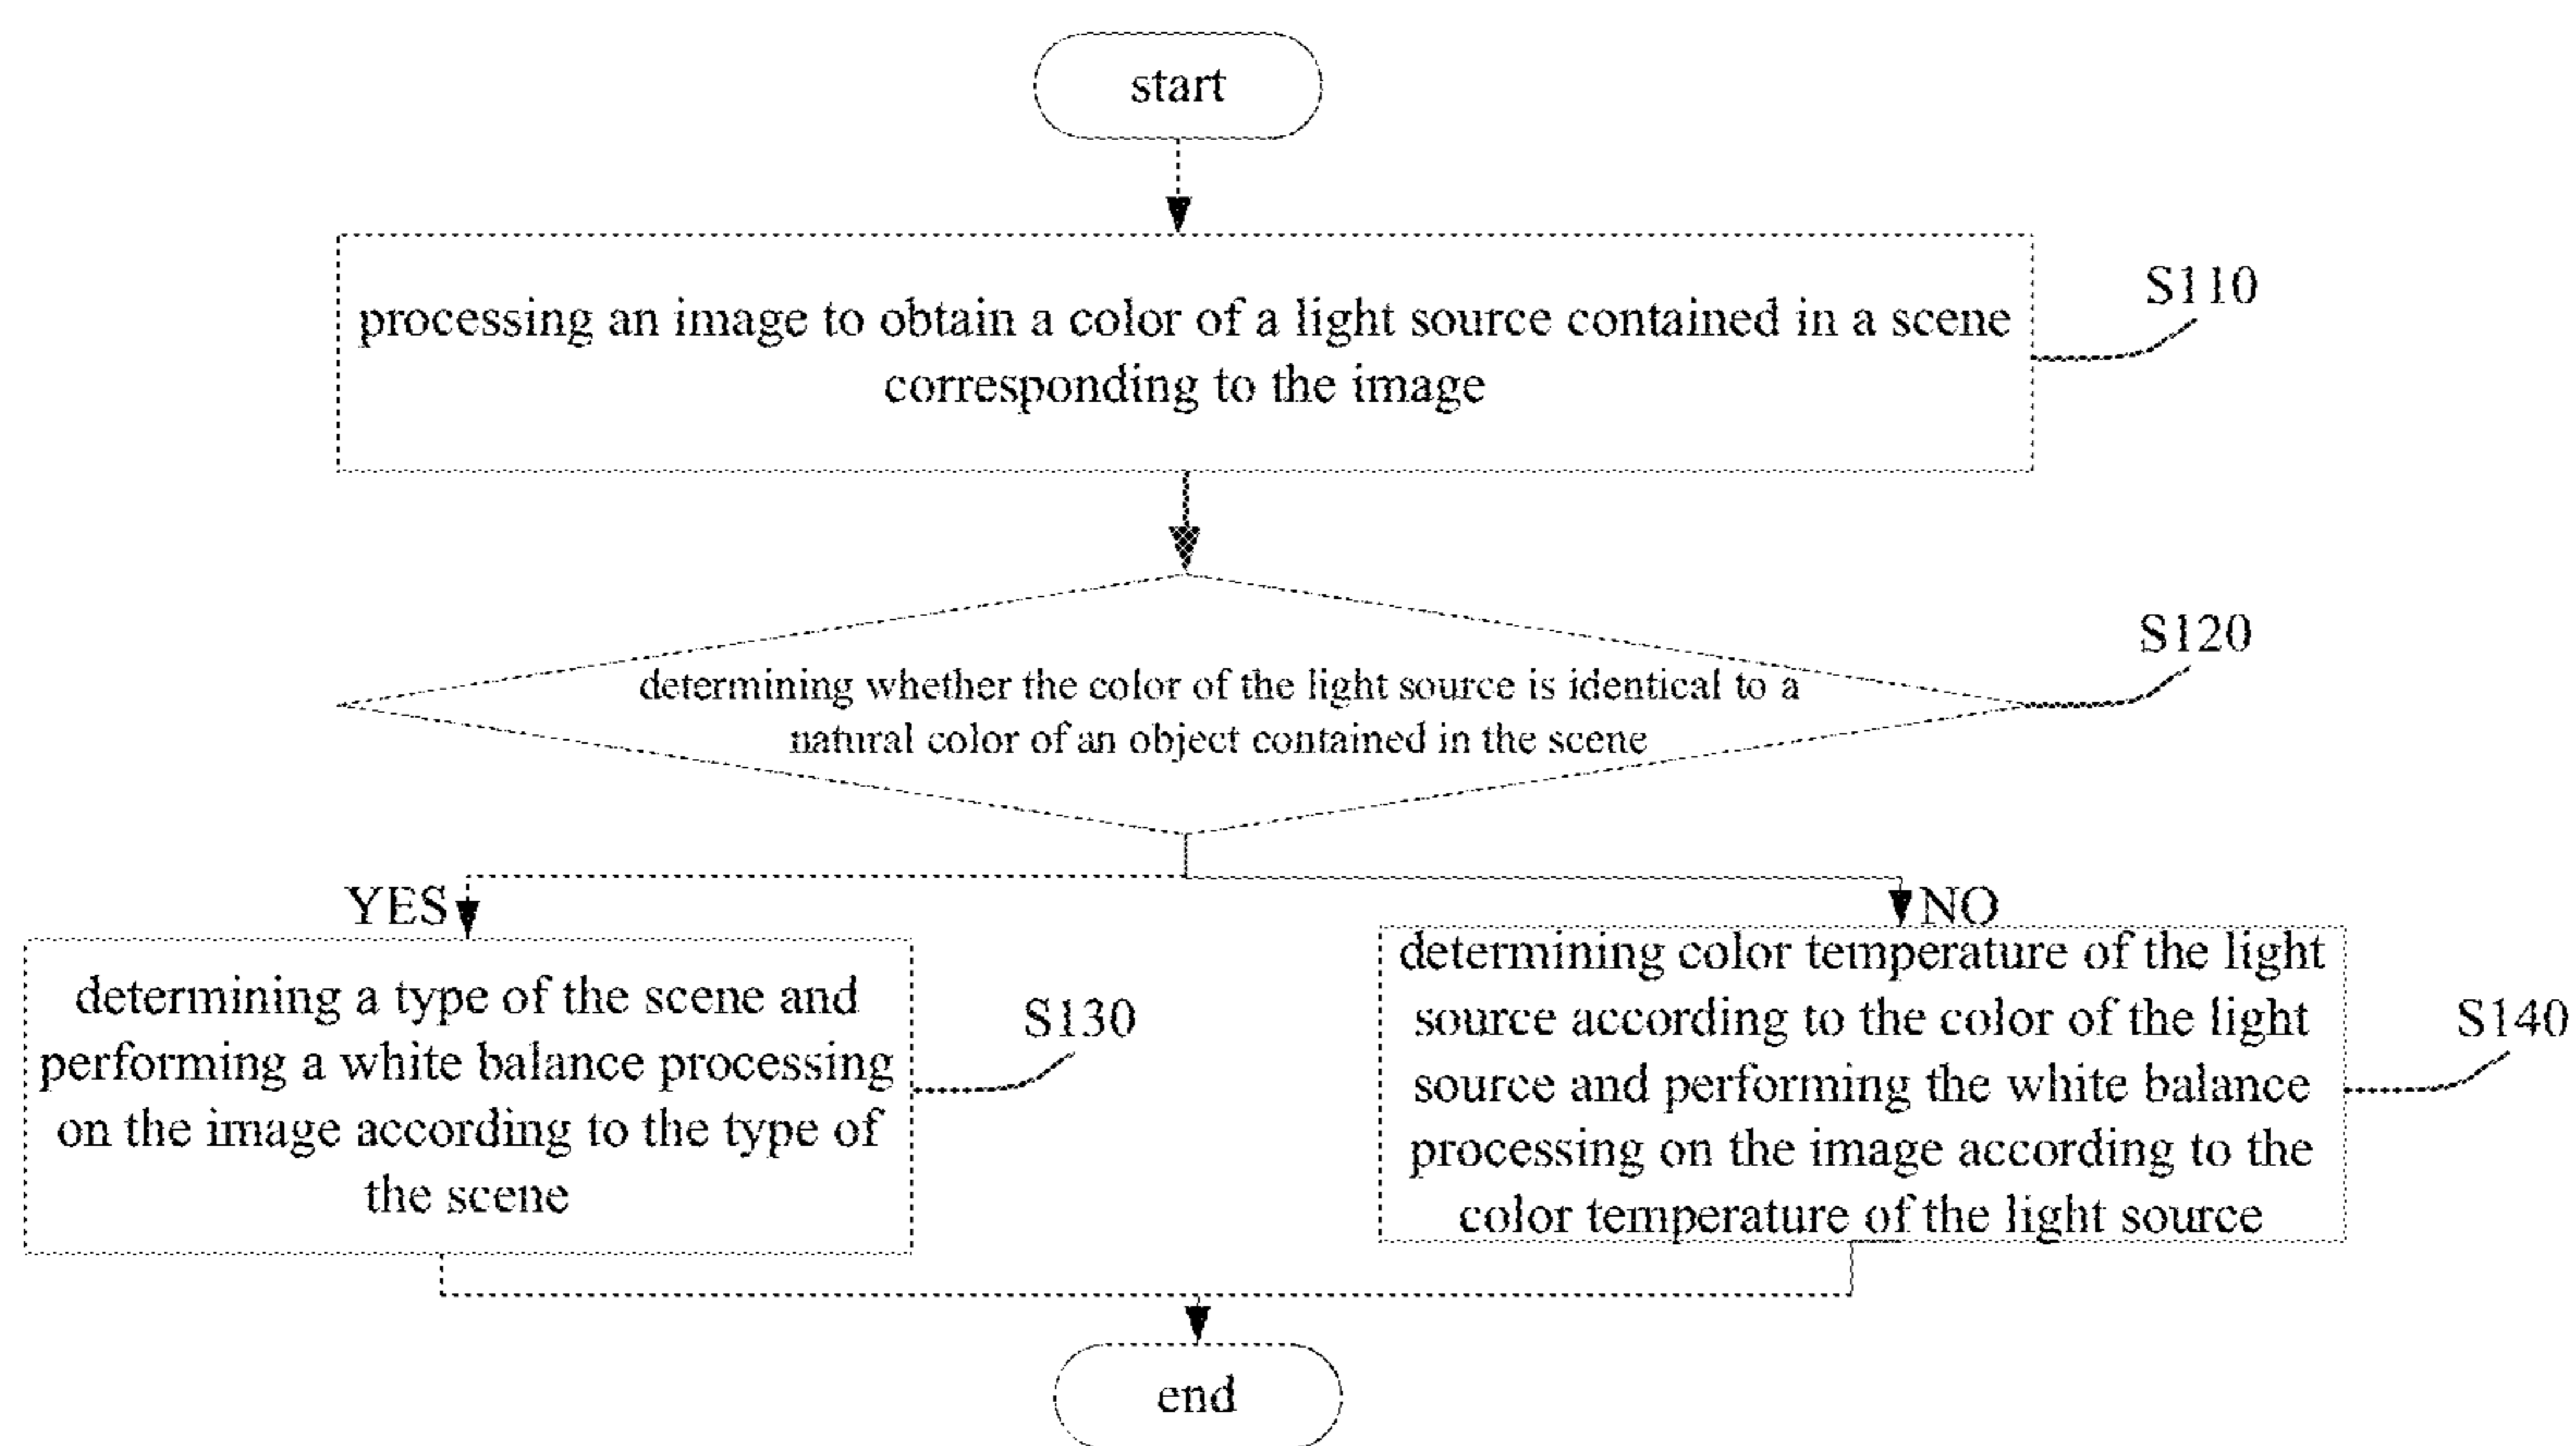 start
processing an image to obtain a color of a light source contained in a scene
corresponding to the image
S110
determining whether the color of the light source is identical to a
natural color of an object contained in the scene
S120
YES
NO
determining a type of the scene and
performing a white balance processing
on the image according to the type of
the scene
S130
determining color temperature of the light
source according to the color of the light
source and performing the white balance
processing on the image according to the
color temperature of the light source
S140
end